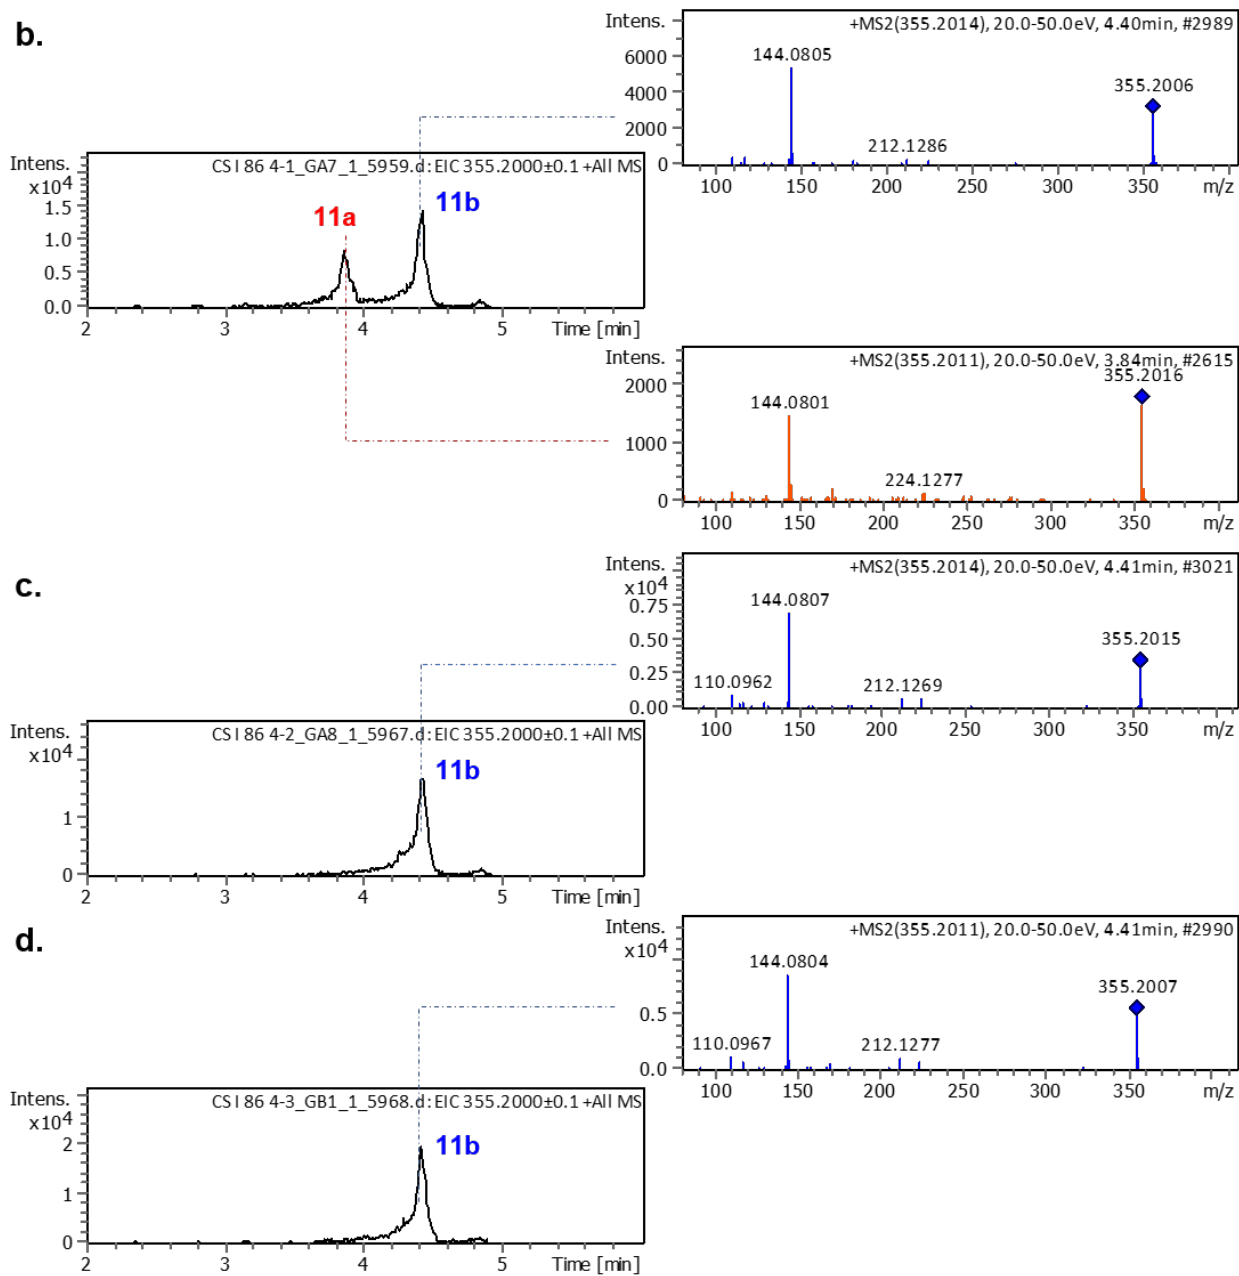 b.
Intens.
+MS2(355.2014), 20.0-50.0eV, 4.40min, #2989
6000
4000
2000
0
144.0805
212.1286
355.2006
100 150 200 250 300 350 m/z
Intens.
x10^4
CS I 86 4-1_GA7_1_5959.d: EIC 355.2000±0.1 +All MS
1.5
1.0
0.5
0.0
11a
11b
2 3 4 5 Time [min]
Intens.
+MS2(355.2011), 20.0-50.0eV, 3.84min, #2615
2000
1000
0
144.0801
224.1277
355.2016
100 150 200 250 300 350 m/z
c.
Intens.
x10^4
+MS2(355.2014), 20.0-50.0eV, 4.41min, #3021
0.75
0.50
0.25
0.00
110.0962
144.0807
212.1269
355.2015
100 150 200 250 300 350 m/z
Intens.
x10^4
CS I 86 4-2_GA8_1_5967.d: EIC 355.2000±0.1 +All MS
1
0
11b
2 3 4 5 Time [min]
d.
Intens.
x10^4
+MS2(355.2011), 20.0-50.0eV, 4.41min, #2990
0.5
0.0
110.0967
144.0804
212.1277
355.2007
100 150 200 250 300 350 m/z
Intens.
x10^4
CS I 86 4-3_GB1_1_5968.d: EIC 355.2000±0.1 +All MS
2
1
0
11b
2 3 4 5 Time [min]